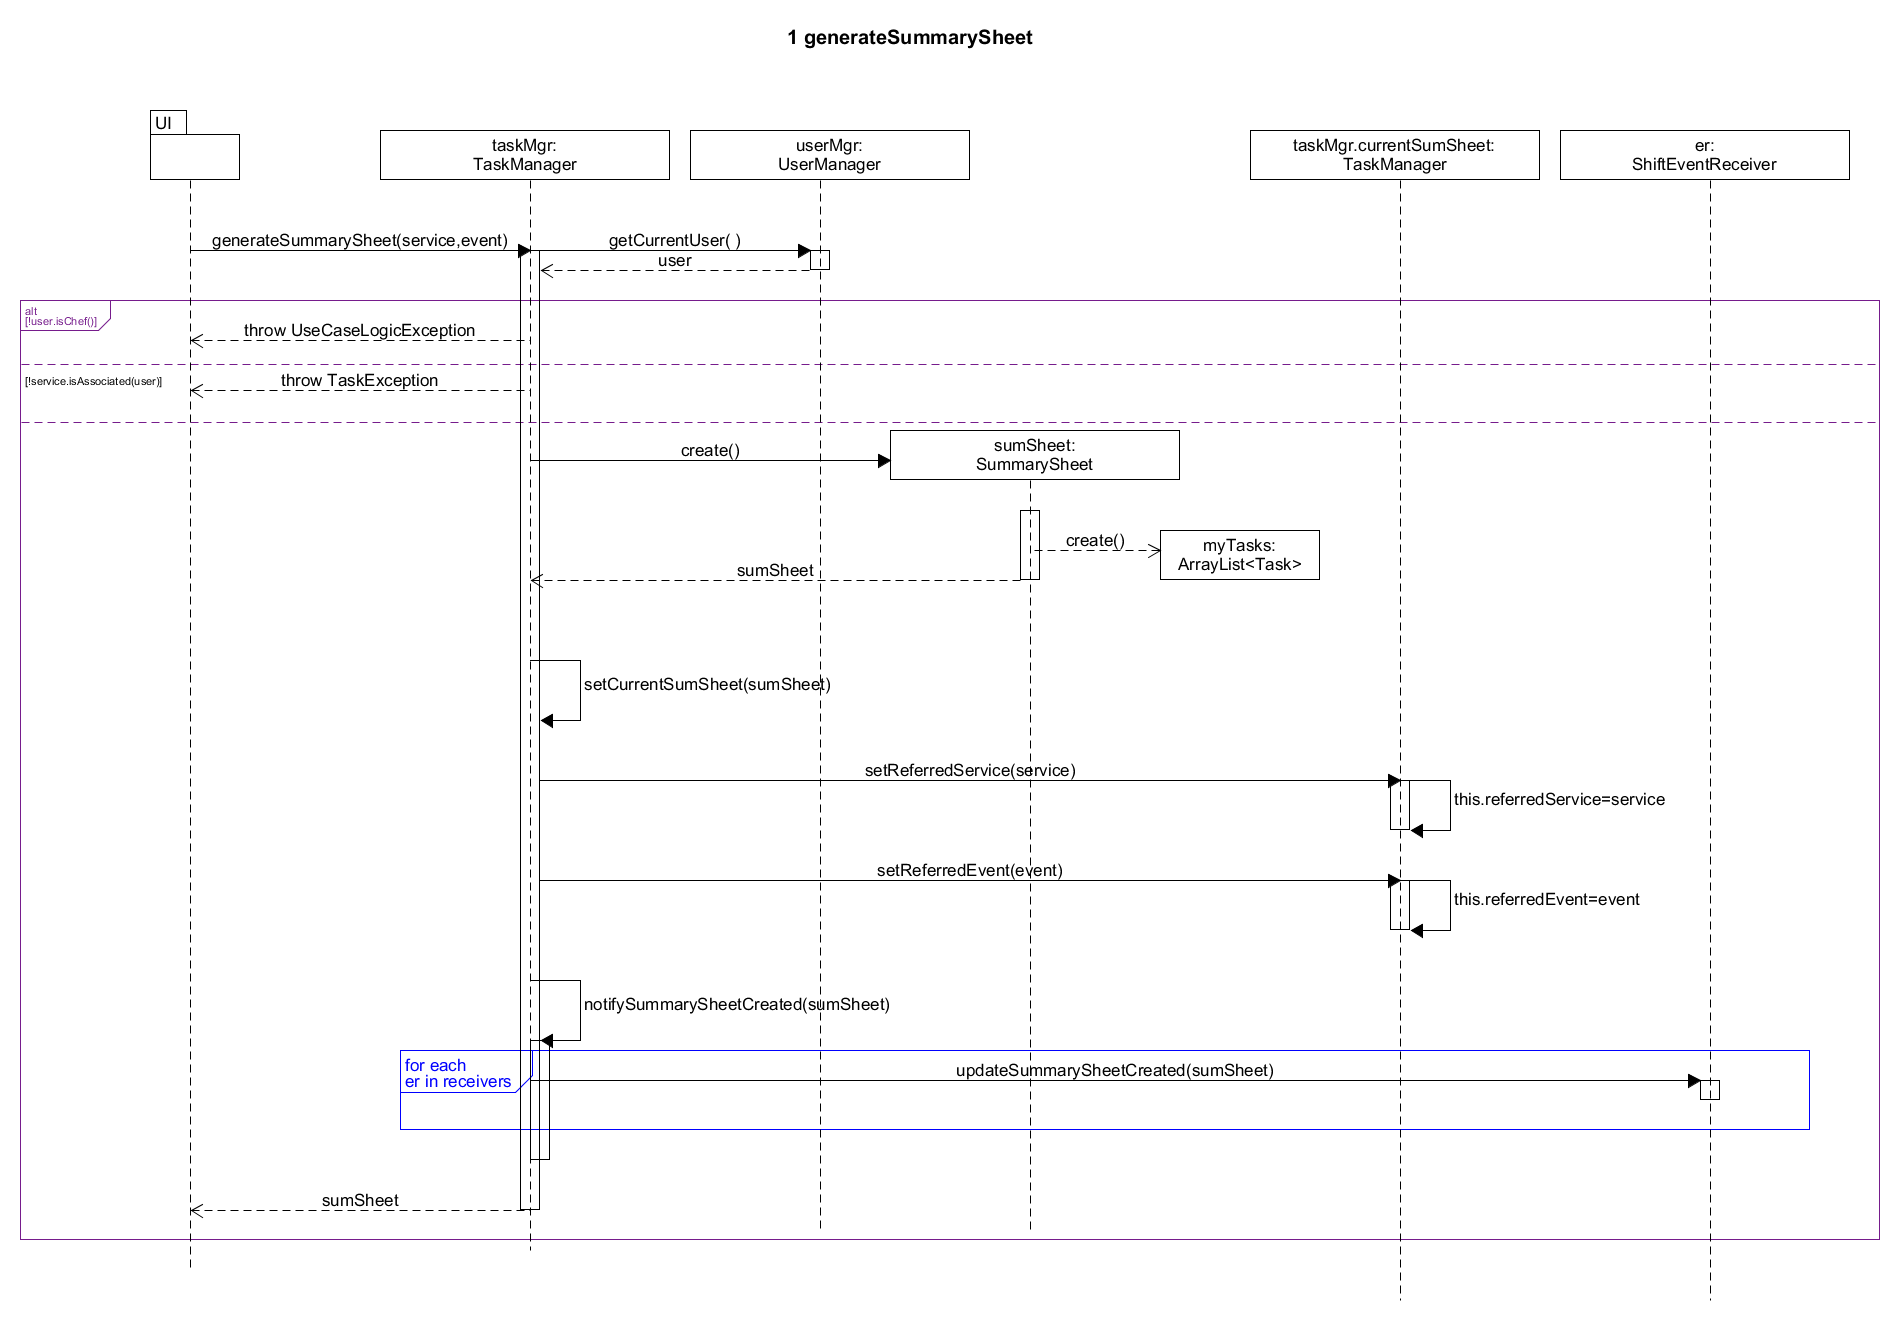 1 generateSummarySheet
UI
taskMgr:
TaskManager
userMgr:
UserManager
taskMgr.currentSumSheet:
TaskManager
er:
ShiftEventReceiver
generateSummarySheet(service,event)
getCurrentUser( )
user
alt
[!user.isChef()]
throw UseCaseLogicException
[!service.isAssociated(user)]
throw TaskException
create()
sumSheet:
SummarySheet
create()
myTasks:
ArrayList<Task>
sumSheet
setCurrentSumSheet(sumSheet)
setReferredService(service)
this.referredService=service
setReferredEvent(event)
this.referredEvent=event
notifySummarySheetCreated(sumSheet)
for each
er in receivers
updateSummarySheetCreated(sumSheet)
sumSheet